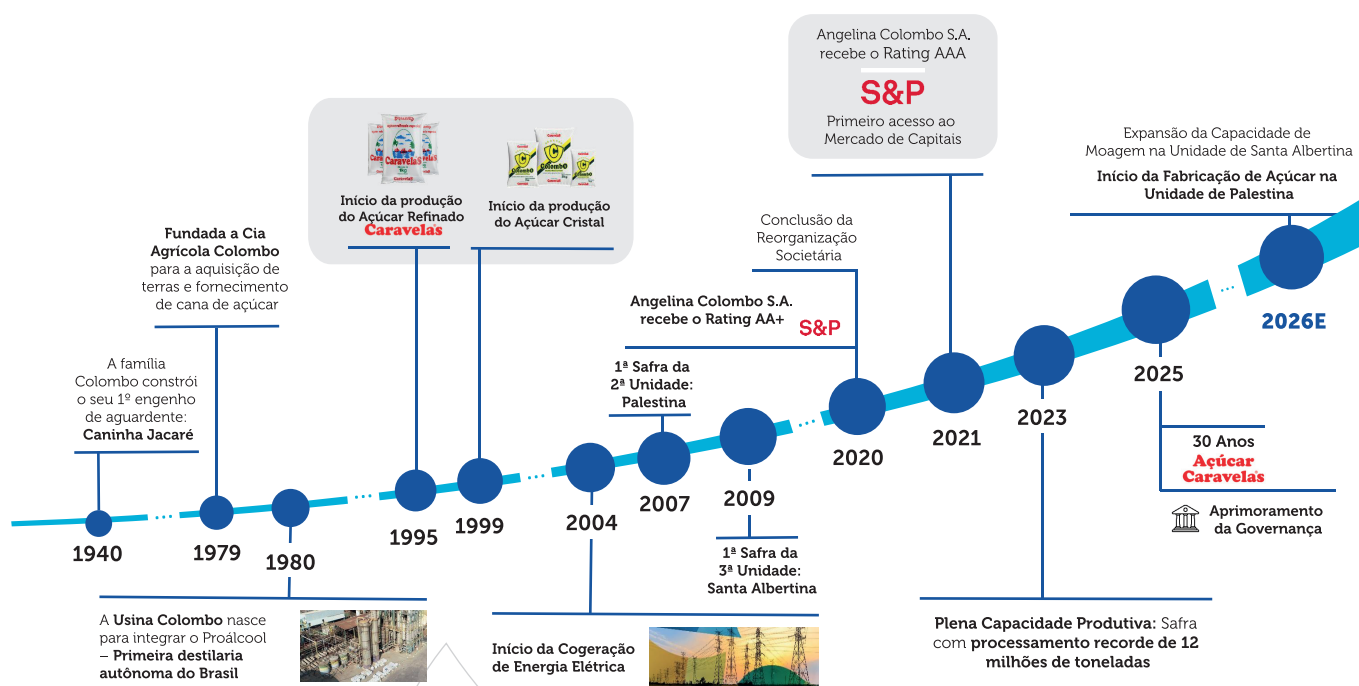 A família
Colombo constrói
o seu 1º engenho
de aguardente:
Caninha Jacaré
1940
Fundada a Cia
Agrícola Colombo
para a aquisição de
terras e fornecimento
de cana de açúcar
1979
1980
A Usina Colombo nasce
para integrar o Proálcool
– Primeira destilaria
autônoma do Brasil
Caravelas
Início da produção
do Açúcar Refinado
Caravelas
1995
Colombo
Início da produção
do Açúcar Cristal
1999
2004
Início da Cogeração
de Energia Elétrica
1ª Safra da
2ª Unidade:
Palestina
2007
2009
1ª Safra da
3ª Unidade:
Santa Albertina
Conclusão da
Reorganização
Societária
Angelina Colombo S.A.
recebe o Rating AA+
S&P
2020
Angelina Colombo S.A.
recebe o Rating AAA
S&P
Primeiro acesso ao
Mercado de Capitais
2021
2023
Plena Capacidade Produtiva: Safra
com processamento recorde de 12
milhões de toneladas
2025
30 Anos
Açúcar
Caravelas
Aprimoramento
da Governança
Expansão da Capacidade de
Moagem na Unidade de Santa Albertina
Início da Fabricação de Açúcar na
Unidade de Palestina
2026E